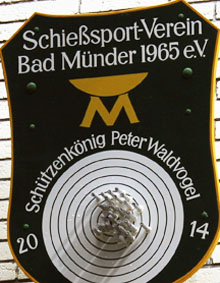 Schießsport-Verein
Bad Münder 1965 e.V.
Schützenkönig Peter Waldvogel
20 14